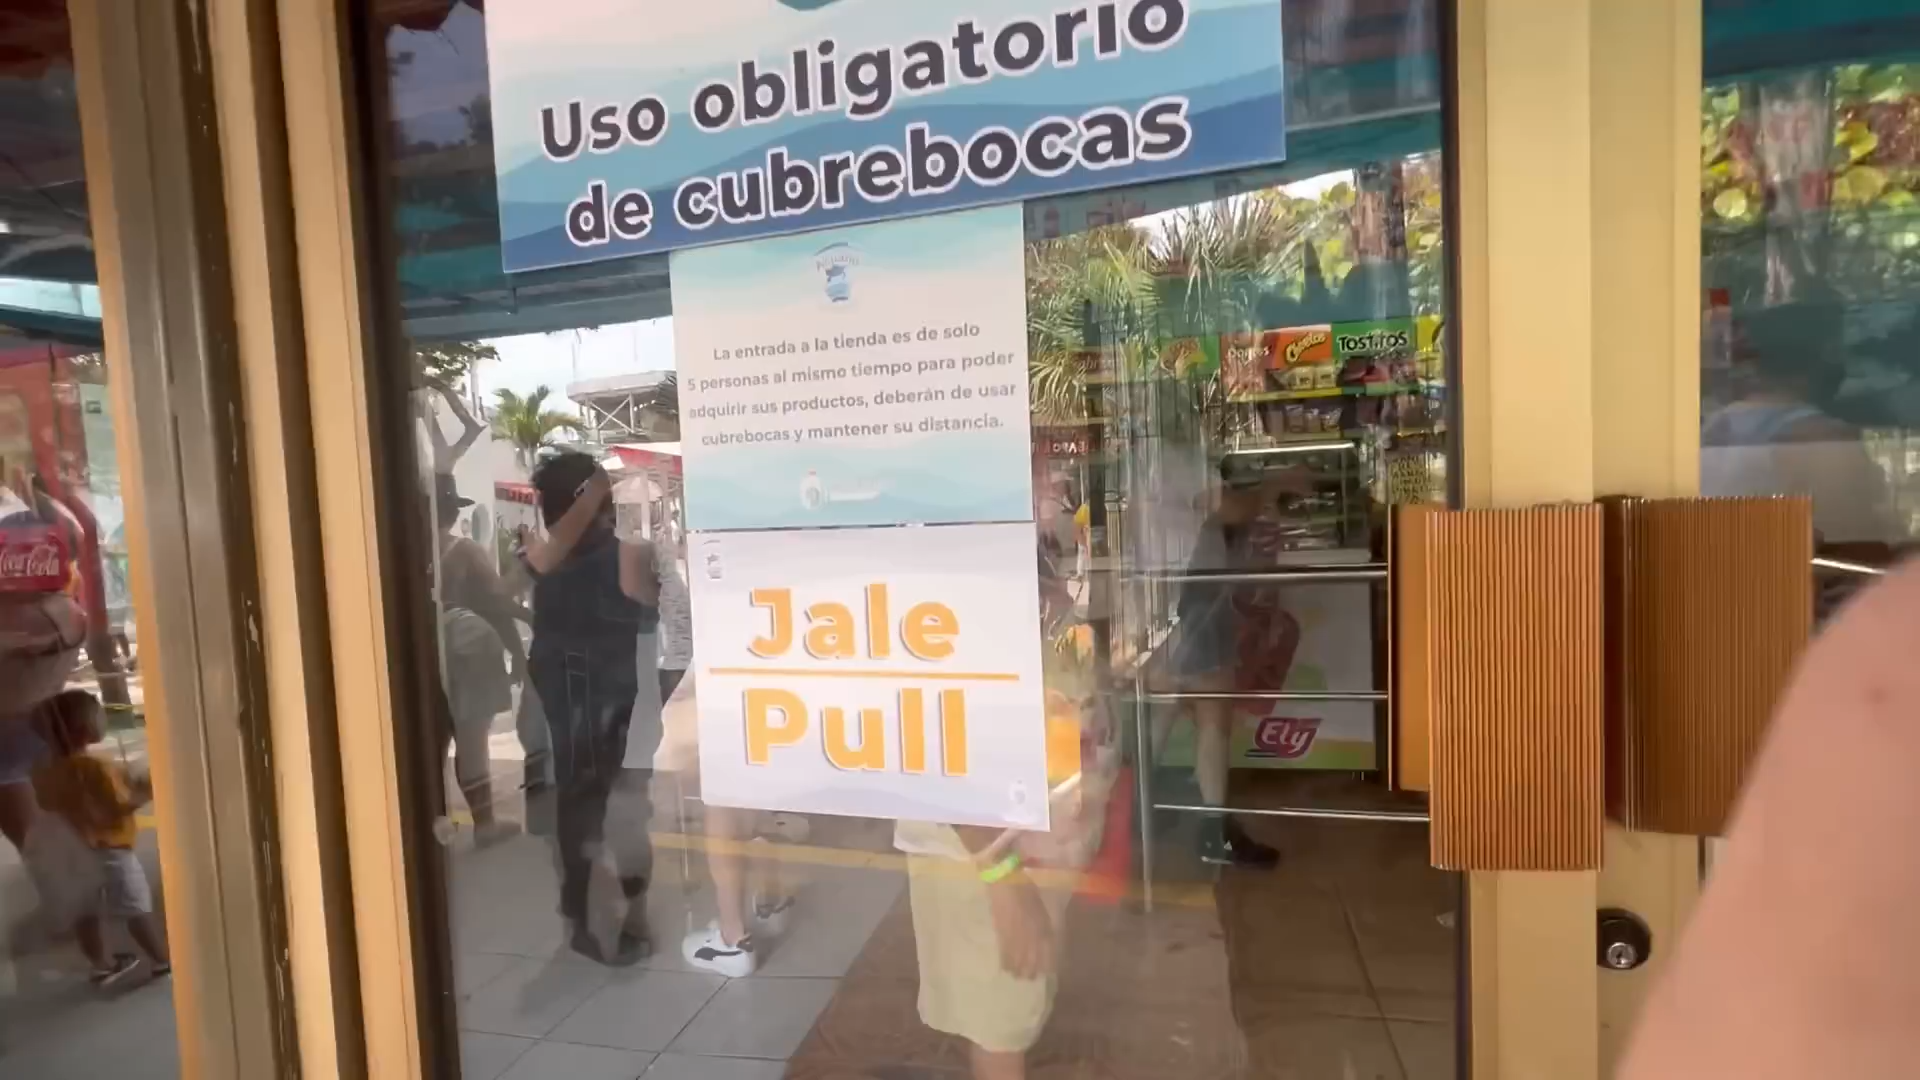 Uso obligatorio
de cubrebocas
La entrada a la tienda es de solo
5 personas al mismo tiempo para poder
adquirir sus productos, deberán de usar
cubrebocas y mantener su distancia.
Jale
Pull
Doritos
Cheetos
TOSTITOS
Coca-Cola
Ely